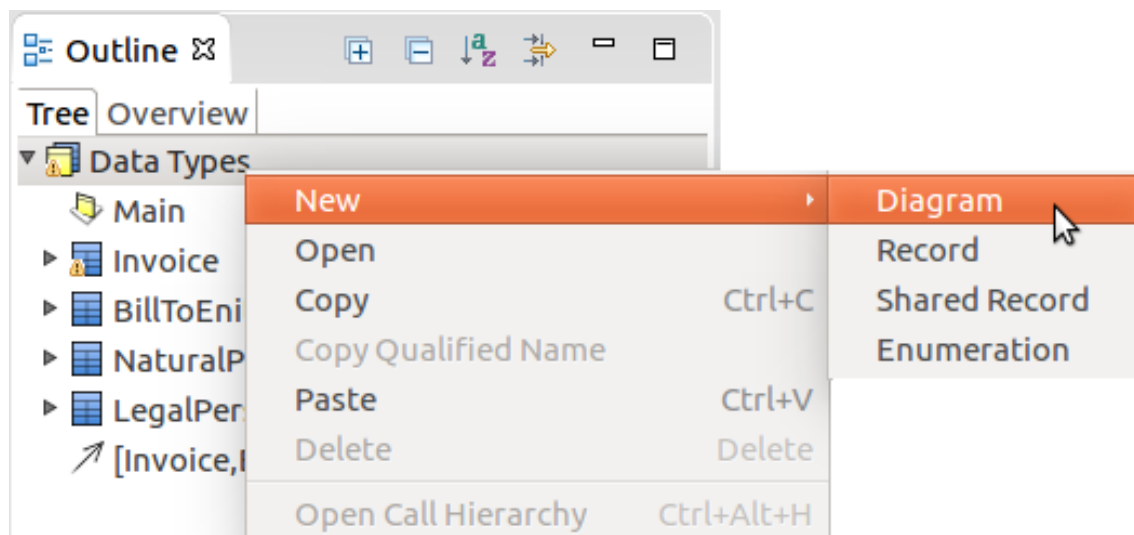 Outline
Tree Overview
Data Types
Main
Invoice
BillToEni
NaturalP
LegalPer
[Invoice,
New
Open
Copy Ctrl+C
Copy Qualified Name
Paste Ctrl+V
Delete Delete
Open Call Hierarchy Ctrl+Alt+H
Diagram
Record
Shared Record
Enumeration